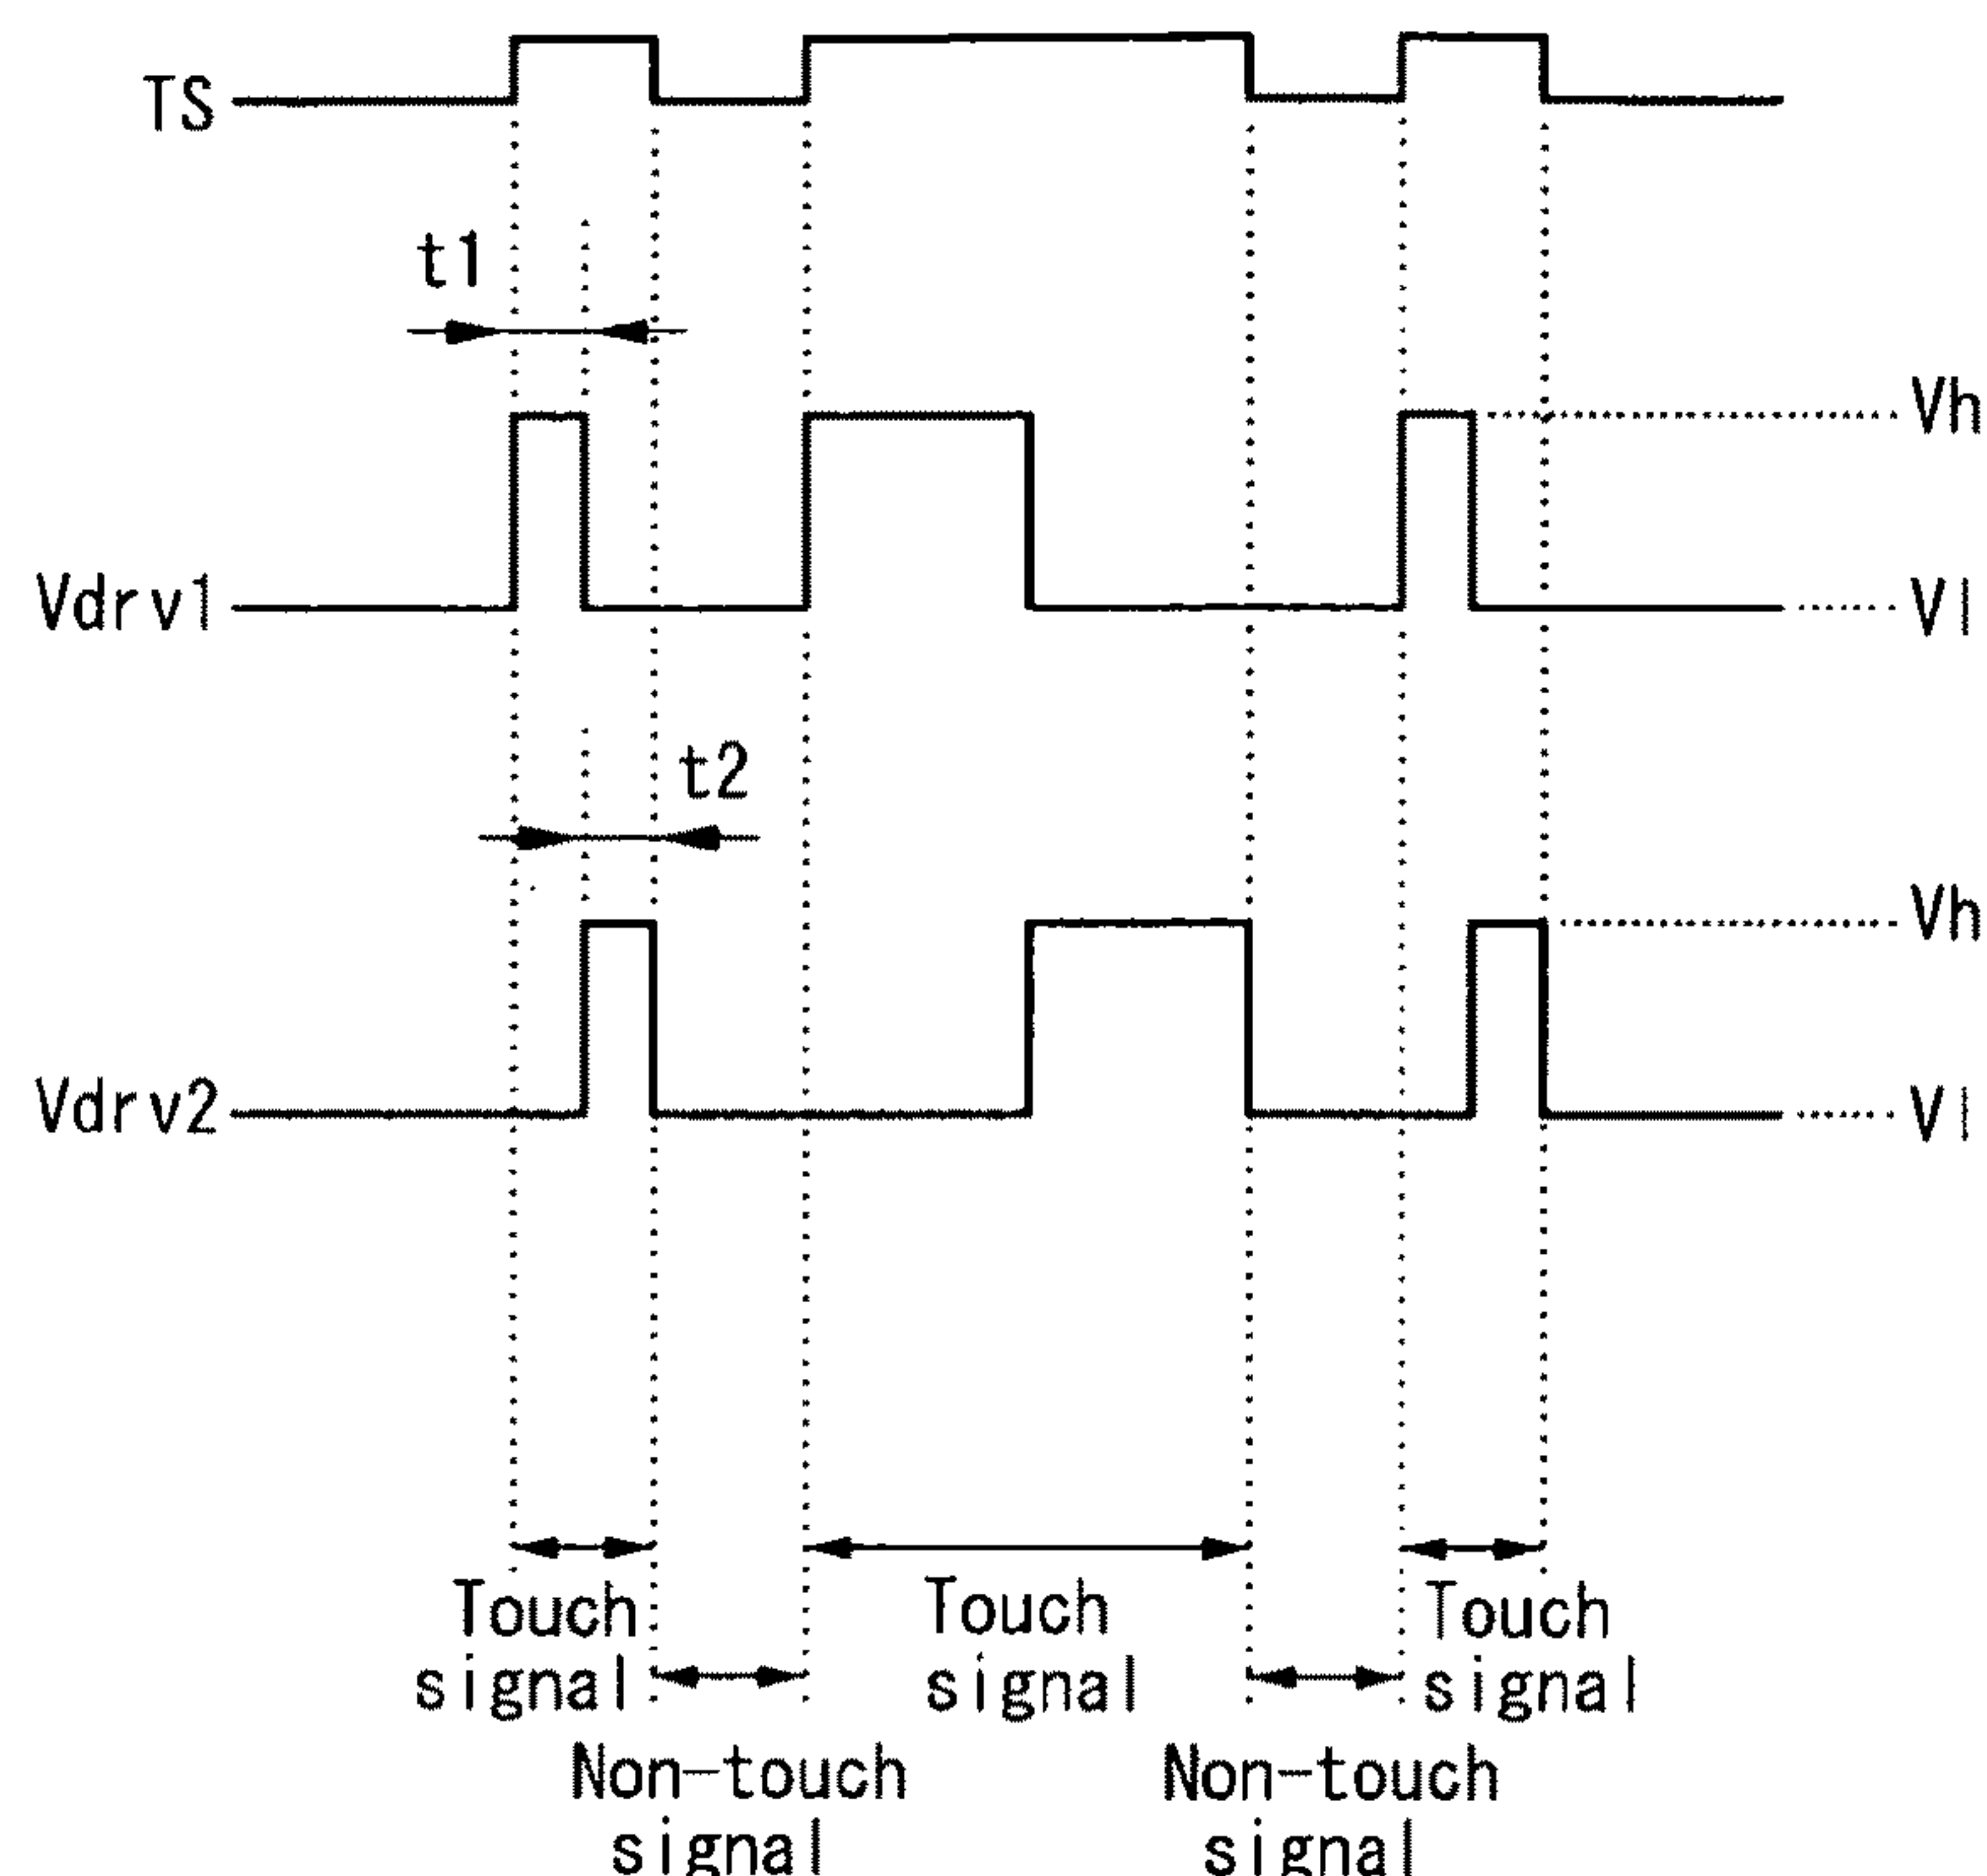 TS
t1
Vh
Vdrv1
Vl
t2
Vh
Vdrv2
Vl
Touch
signal
Touch
signal
Touch
signal
Non-touch
signal
Non-touch
signal